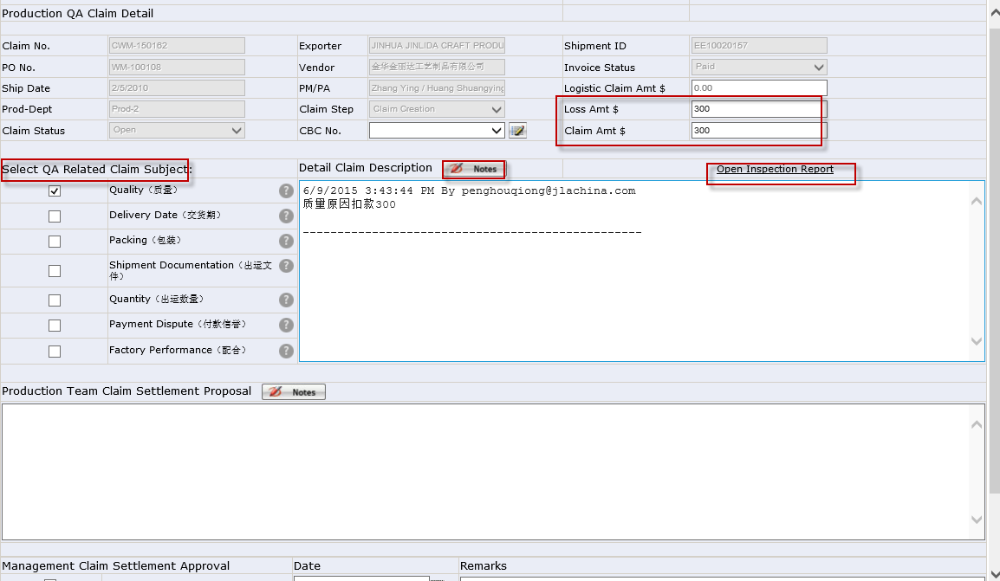 Production QA Claim Detail
Claim No. CWM-150162 Exporter JINHUA JINLIDA CRAFT PRODU Shipment ID EE10020157
PO No. WM-100108 Vendor 金华金丽达工艺制品有限公司 Invoice Status Paid
Ship Date 2/5/2010 PM/PA Zhang Ying / Huang Shuangying Logistic Claim Amt $ 0.00
Prod-Dept Prod-2 Claim Step Claim Creation Loss Amt $ 300
Claim Status Open CBC No. Claim Amt $ 300
Select QA Related Claim Subject: Detail Claim Description Notes Open Inspection Report
Quality（质量） ?
Delivery Date（交货期） ?
Packing（包装） ?
Shipment Documentation（出运文
件） ?
Quantity（出运数量） ?
Payment Dispute（付款信誉） ?
Factory Performance（配合） ?
6/9/2015 3:43:44 PM By penghouqiong@jlachina.com
质量原因扣款300
-------------------------------------------------
Production Team Claim Settlement Proposal Notes
Management Claim Settlement Approval Date Remarks